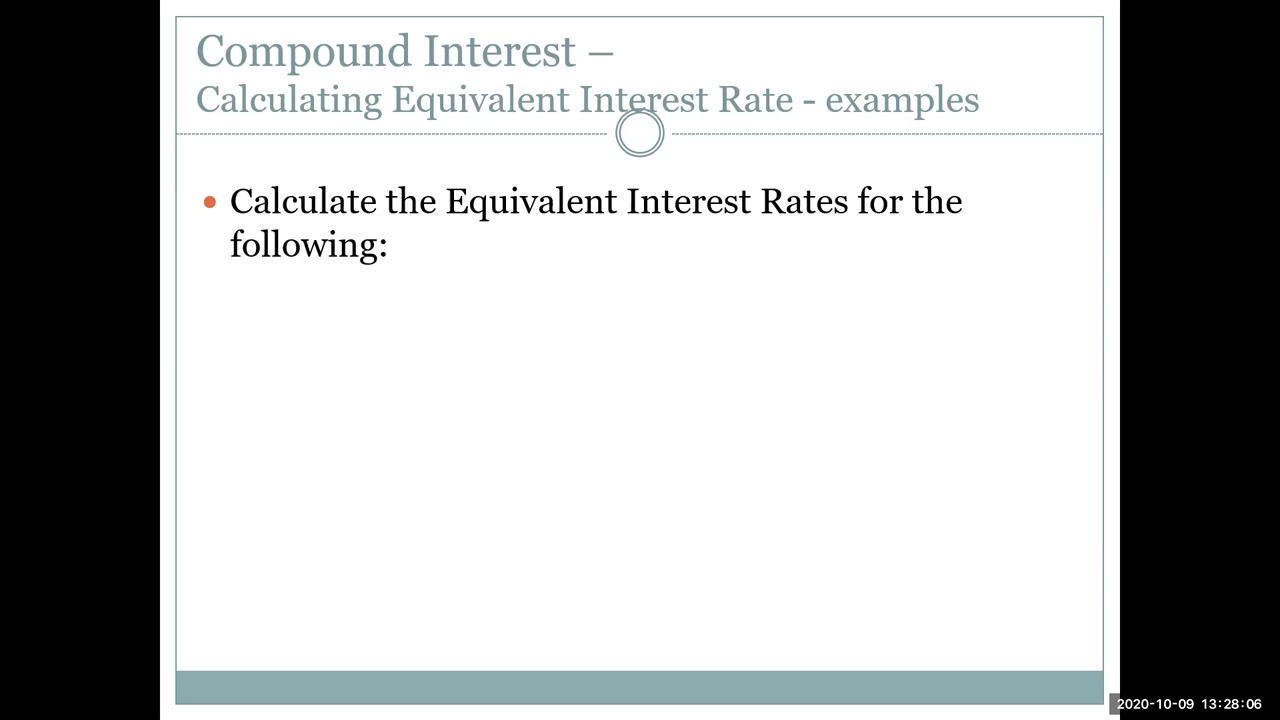 Compound Interest –
Calculating Equivalent Interest Rate - examples
• Calculate the Equivalent Interest Rates for the
following:
2020-10-09 13:28:06